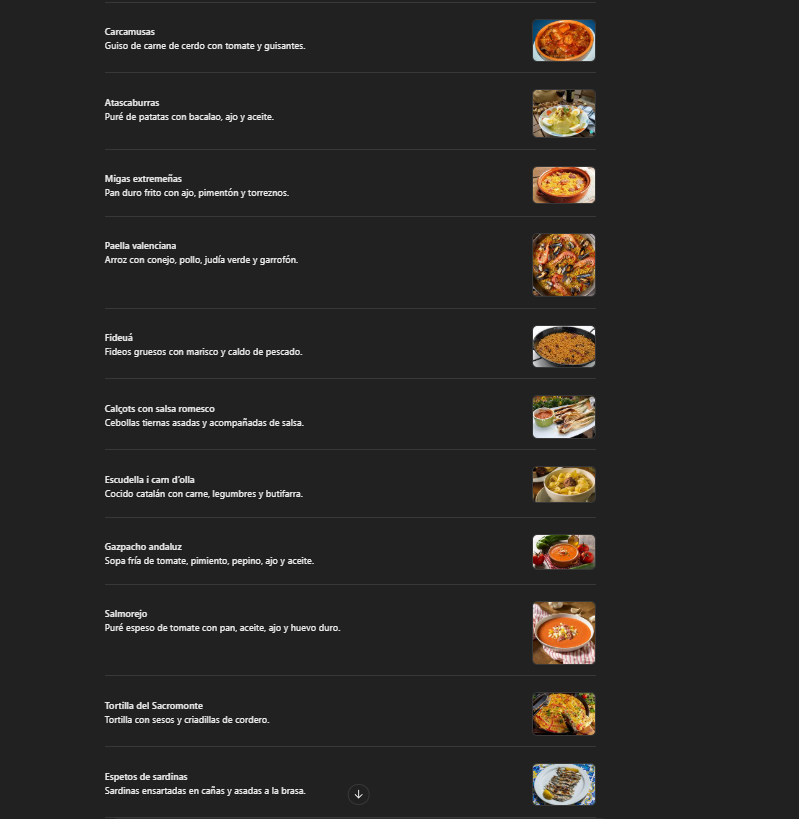 Carcamusas
Guiso de carne de cerdo con tomate y guisantes.
Atascaburras
Puré de patatas con bacalao, ajo y aceite.
Migas extremeñas
Pan duro frito con ajo, pimentón y torreznos.
Paella valenciana
Arroz con conejo, pollo, judía verde y garrofón.
Fideuá
Fideos gruesos con marisco y caldo de pescado.
Calçots con salsa romesco
Cebollas tiernas asadas y acompañadas de salsa.
Escudella i carn d'olla
Cocido catalán con carne, legumbres y butifarra.
Gazpacho andaluz
Sopa fría de tomate, pimiento, pepino, ajo y aceite.
Salmorejo
Puré espeso de tomate con pan, aceite, ajo y huevo duro.
Tortilla del Sacromonte
Tortilla con sesos y criadillas de cordero.
Espetos de sardinas
Sardinas ensartadas en cañas y asadas a la brasa.